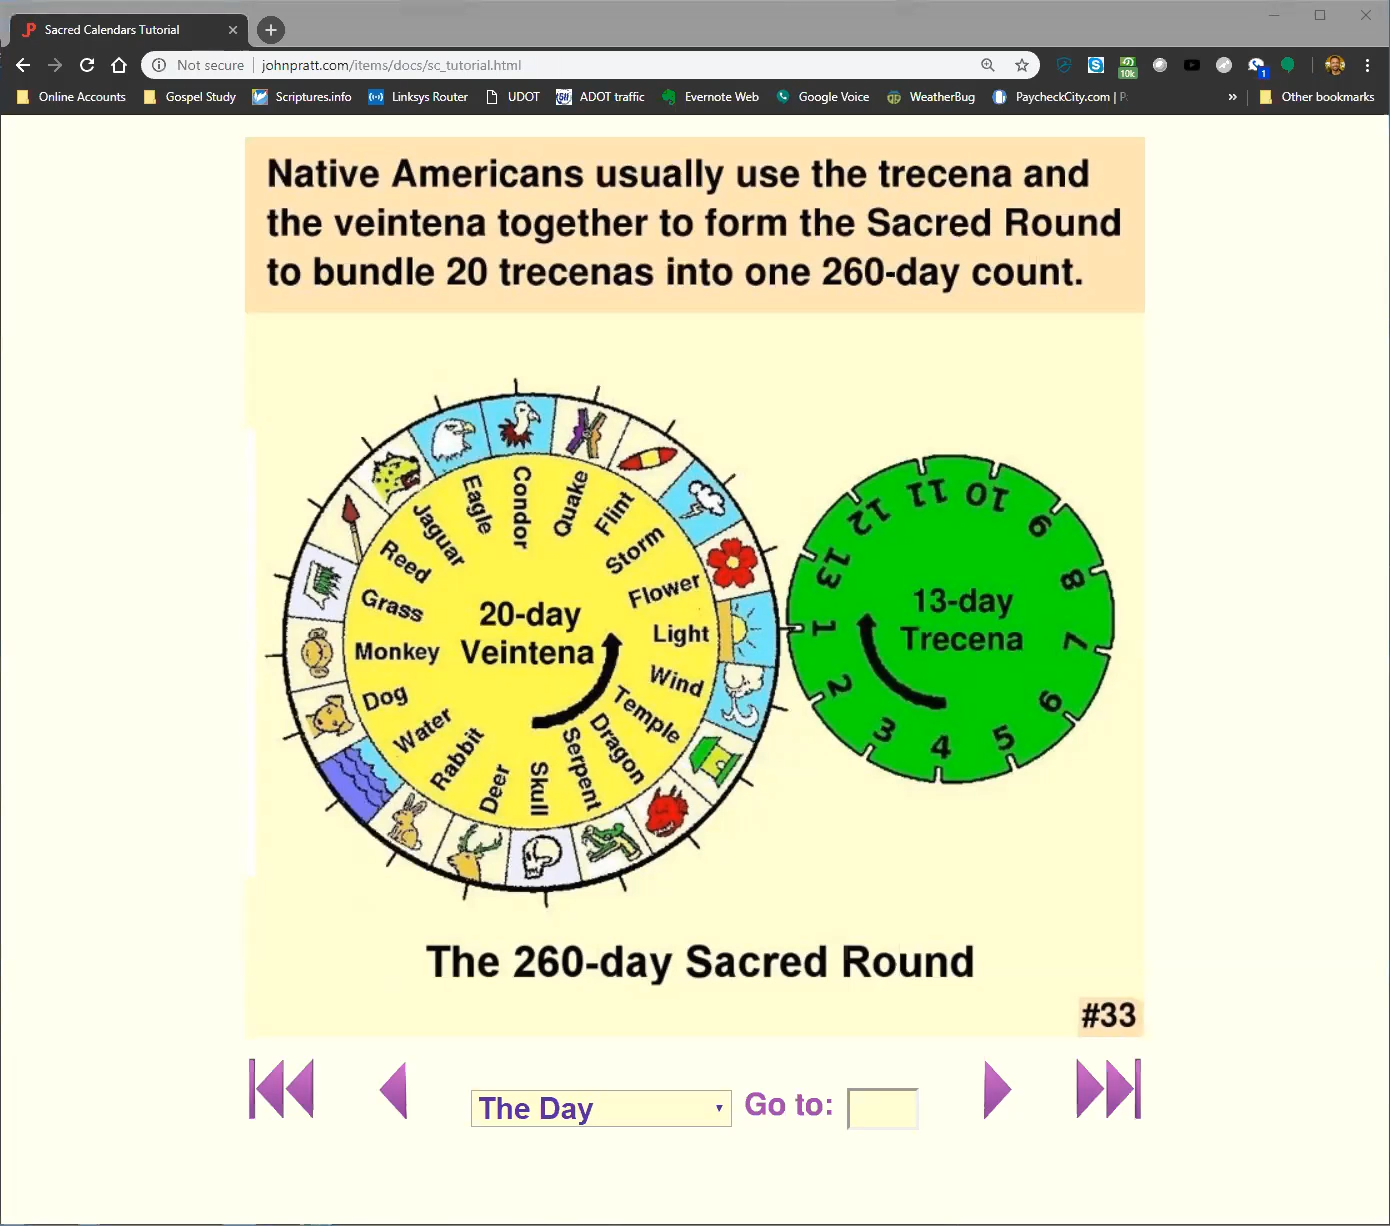 Sacred Calendars Tutorial
Not secure | johnpratt.com/items/docs/sc_tutorial.html
10k
1
Online Accounts
Gospel Study
Scriptures.info
Linksys Router
UDOT
ADOT traffic
Evernote Web
Google Voice
WeatherBug
PaycheckCity.com |
»
Other bookmarks
Native Americans usually use the trecena and
the veintena together to form the Sacred Round
to bundle 20 trecenas into one 260-day count.
Condor
Quake
Flint
Storm
Flower
Light
Wind
Temple
Dragon
Serpent
Skull
Deer
Rabbit
Water
Dog
Monkey
Grass
Reed
Jaguar
Eagle
20-day
Veintena
1
2
3
4
5
6
7
8
9
10
11
12
13
13-day
Trecena
The 260-day Sacred Round
#33
The Day
Go to: